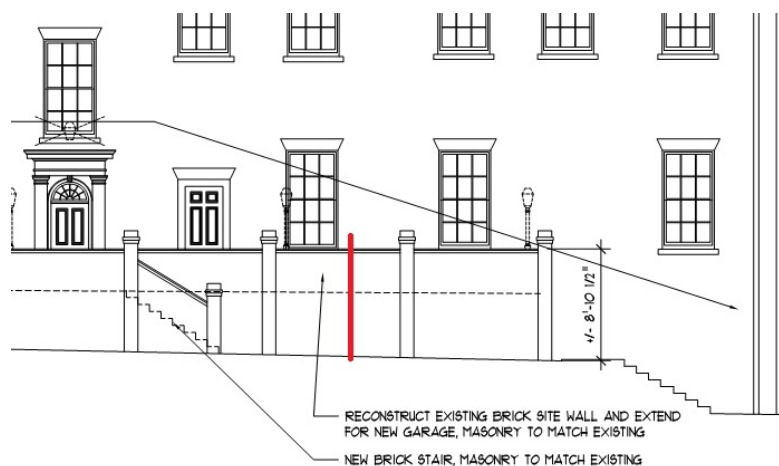 +/- 8'-10 1/2"
RECONSTRUCT EXISTING BRICK SITE WALL AND EXTEND
FOR NEW GARAGE, MASONRY TO MATCH EXISTING
NEW BRICK STAIR, MASONRY TO MATCH EXISTING